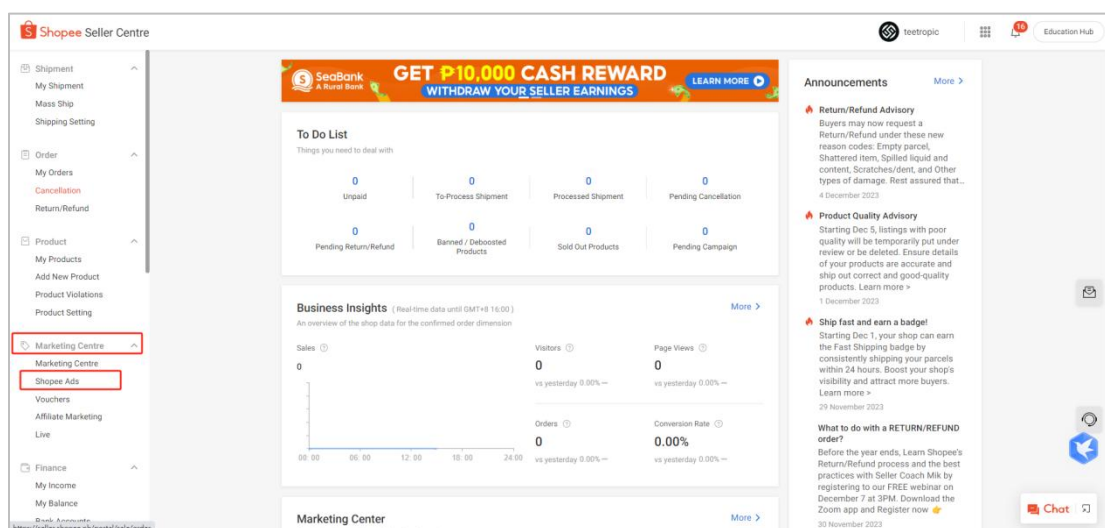 Shopee Seller Centre
teetropic
16
Education Hub
Shipment
My Shipment
Mass Ship
Shipping Setting
Order
My Orders
Cancellation
Return/Refund
Product
My Products
Add New Product
Product Violations
Product Setting
Marketing Centre
Marketing Centre
Shopee Ads
Vouchers
Affiliate Marketing
Live
Finance
My Income
My Balance
Bank Accounts
S
SeaBank
A Rural Bank
GET ₱10,000 CASH REWARD
WITHDRAW YOUR SELLER EARNINGS
LEARN MORE
To Do List
Things you need to deal with
0
Unpaid
0
To-Process Shipment
0
Processed Shipment
0
Pending Cancellation
0
Pending Return/Refund
0
Banned / Deboosted
Products
0
Sold Out Products
0
Pending Campaign
Business Insights (Real-time data until GMT+8 16:00)
More >
An overview of the shop data for the confirmed order dimension
Sales
0
00:00 06:00 12:00 18:00 24:00
Visitors
0
vs yesterday 0.00% —
Page Views
0
vs yesterday 0.00% —
Orders
0
vs yesterday 0.00% —
Conversion Rate
0.00%
vs yesterday 0.00% —
Marketing Center
More >
Announcements
More >
Return/Refund Advisory
Buyers may now request a
Return/Refund under these new
reason codes: Empty parcel,
Shattered item, Spilled liquid and
content, Scratches/dent, and Other
types of damage. Rest assured that...
4 December 2023
Product Quality Advisory
Starting Dec 5, listings with poor
quality will be temporarily put under
review or be deleted. Ensure details
of your products are accurate and
ship out correct and good-quality
products. Learn more >
1 December 2023
Ship fast and earn a badge!
Starting Dec 1, your shop can earn
the Fast Shipping badge by
consistently shipping your parcels
within 24 hours. Boost your shop's
visibility and attract more buyers.
Learn more >
29 November 2023
What to do with a RETURN/REFUND
order?
Before the year ends, Learn Shopee's
Return/Refund process and the best
practices with Seller Coach Mik by
registering to our FREE webinar on
December 7 at 3PM. Download the
Zoom app and Register now 👉
30 November 2023
Chat